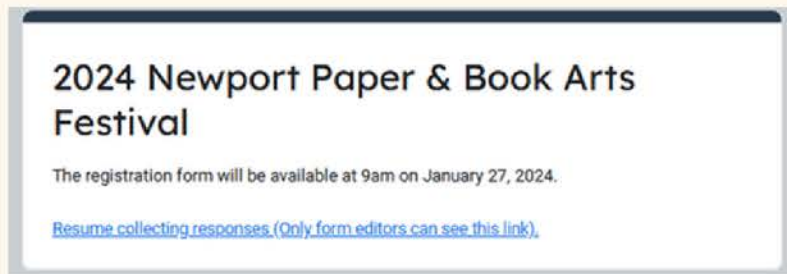 2024 Newport Paper & Book Arts
Festival
The registration form will be available at 9am on January 27, 2024.
Resume collecting responses (Only form editors can see this link).